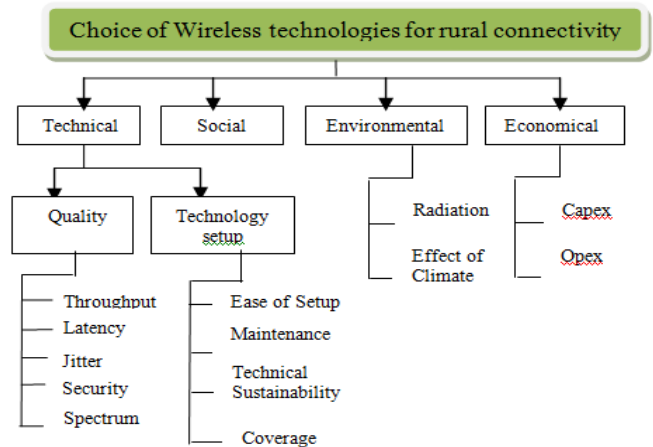 Choice of Wireless technologies for rural connectivity
Technical
Social
Environmental
Economical
Quality
Technology
setup
Radiation
Effect of
Climate
Capex
Opex
Throughput
Latency
Jitter
Security
Spectrum
Ease of Setup
Maintenance
Technical
Sustainability
Coverage